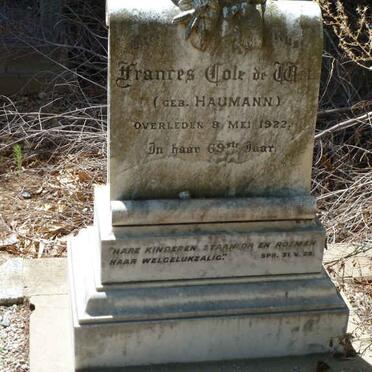 Frances Cole de W
(GEB. HAUMANN)
OVERLEDEN 8 MEI 1922.
In haar 69ste Jaar.
"HARE KINDEREN STAAN OP EN ROEMEN
HAAR WELGELUKZALIG."   SPR. 31. V. 28.